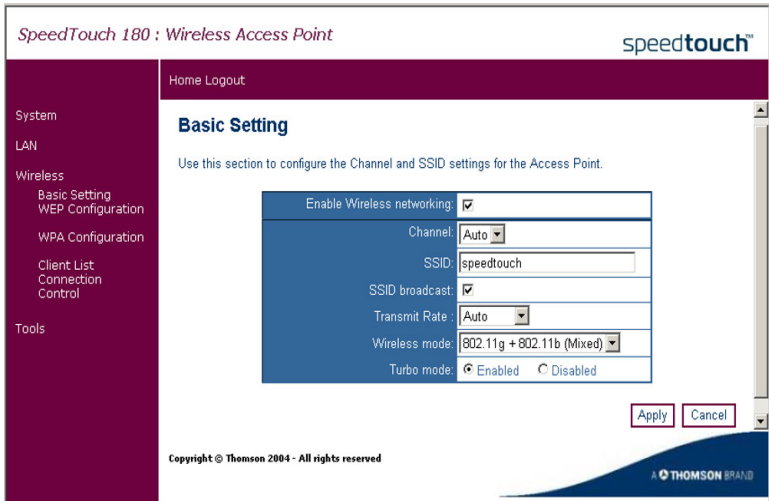 SpeedTouch 180 : Wireless Access Point
speedtouch™
Home Logout
System
LAN
Wireless
Basic Setting
WEP Configuration
WPA Configuration
Client List
Connection
Control
Tools
Basic Setting
Use this section to configure the Channel and SSID settings for the Access Point.
Enable Wireless networking:
Channel: Auto
SSID: speedtouch
SSID broadcast:
Transmit Rate : Auto
Wireless mode: 802.11g + 802.11b (Mixed)
Turbo mode: Enabled Disabled
Apply Cancel
Copyright © Thomson 2004 - All rights reserved
A THOMSON BRAND